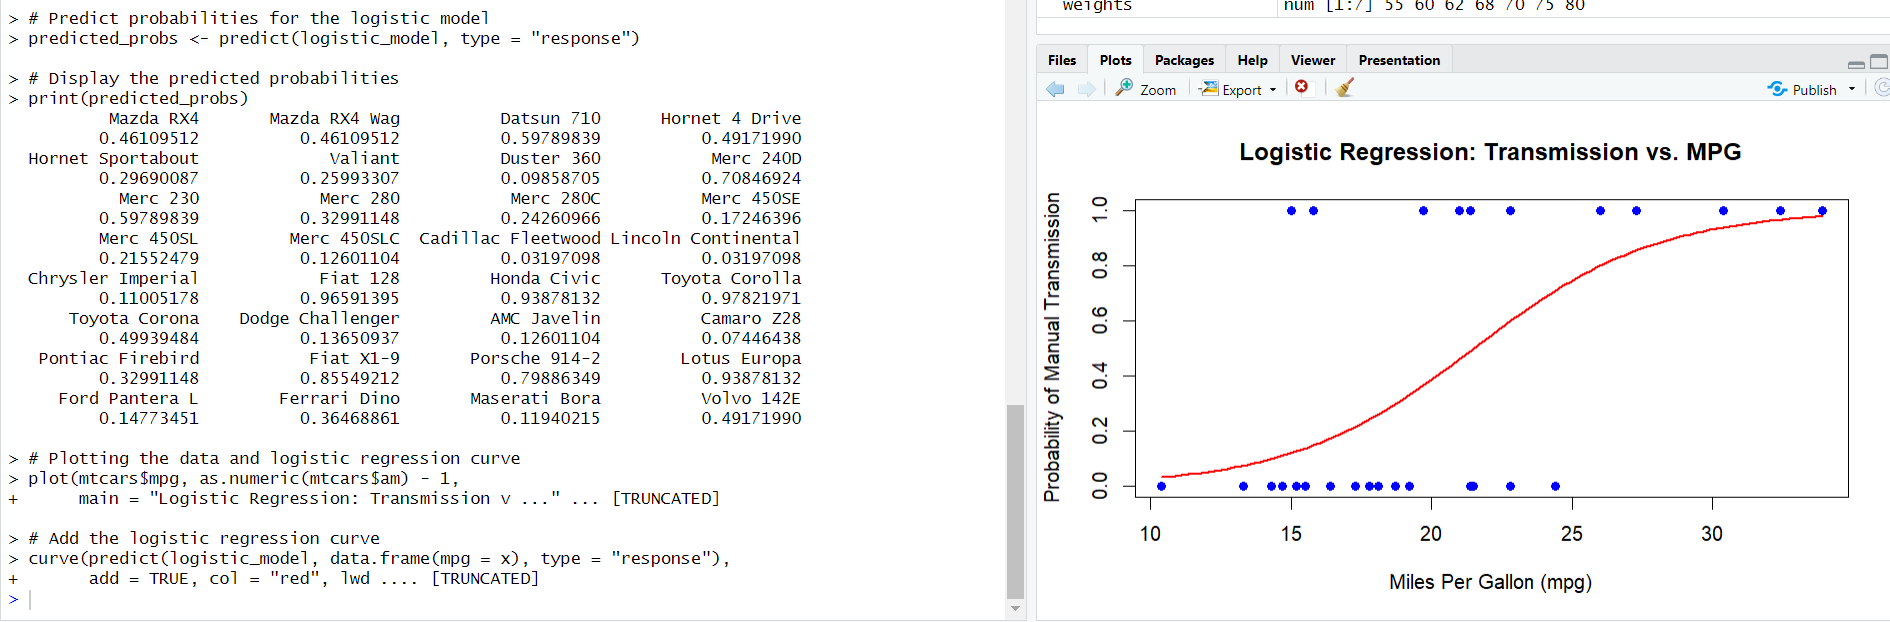 > # Predict probabilities for the logistic model
> predicted_probs <- predict(logistic_model, type = "response")
> # Display the predicted probabilities
> print(predicted_probs)
Mazda RX4 Mazda RX4 Wag Datsun 710 Hornet 4 Drive
0.46109512 0.46109512 0.59789839 0.49171990
Hornet Sportabout Valiant Duster 360 Merc 240D
0.29690087 0.25993307 0.09858705 0.70846924
Merc 230 Merc 280 Merc 280C Merc 450SE
0.59789839 0.32991148 0.24260966 0.17246396
Merc 450SL Merc 450SLC Cadillac Fleetwood Lincoln Continental
0.21552479 0.12601104 0.03197098 0.03197098
Chrysler Imperial Fiat 128 Honda Civic Toyota Corolla
0.11005178 0.96591395 0.93878132 0.97821971
Toyota Corona Dodge Challenger AMC Javelin Camaro Z28
0.49939484 0.13650937 0.12601104 0.07446438
Pontiac Firebird Fiat X1-9 Porsche 914-2 Lotus Europa
0.32991148 0.85549212 0.79886349 0.93878132
Ford Pantera L Ferrari Dino Maserati Bora Volvo 142E
0.14773451 0.36468861 0.11940215 0.49171990
> # Plotting the data and logistic regression curve
> plot(mtcars$mpg, as.numeric(mtcars$am) - 1,
+ main = "Logistic Regression: Transmission v ..." ... [TRUNCATED]
> # Add the logistic regression curve
> curve(predict(logistic_model, data.frame(mpg = x), type = "response"),
+ add = TRUE, col = "red", lwd .... [TRUNCATED]
>
weights num [1:7] 55 60 62 68 70 75 80
Files Plots Packages Help Viewer Presentation
Zoom Export Publish
Logistic Regression: Transmission vs. MPG
Probability of Manual Transmission
1.0
0.8
0.6
0.4
0.2
0.0
10 15 20 25 30
Miles Per Gallon (mpg)